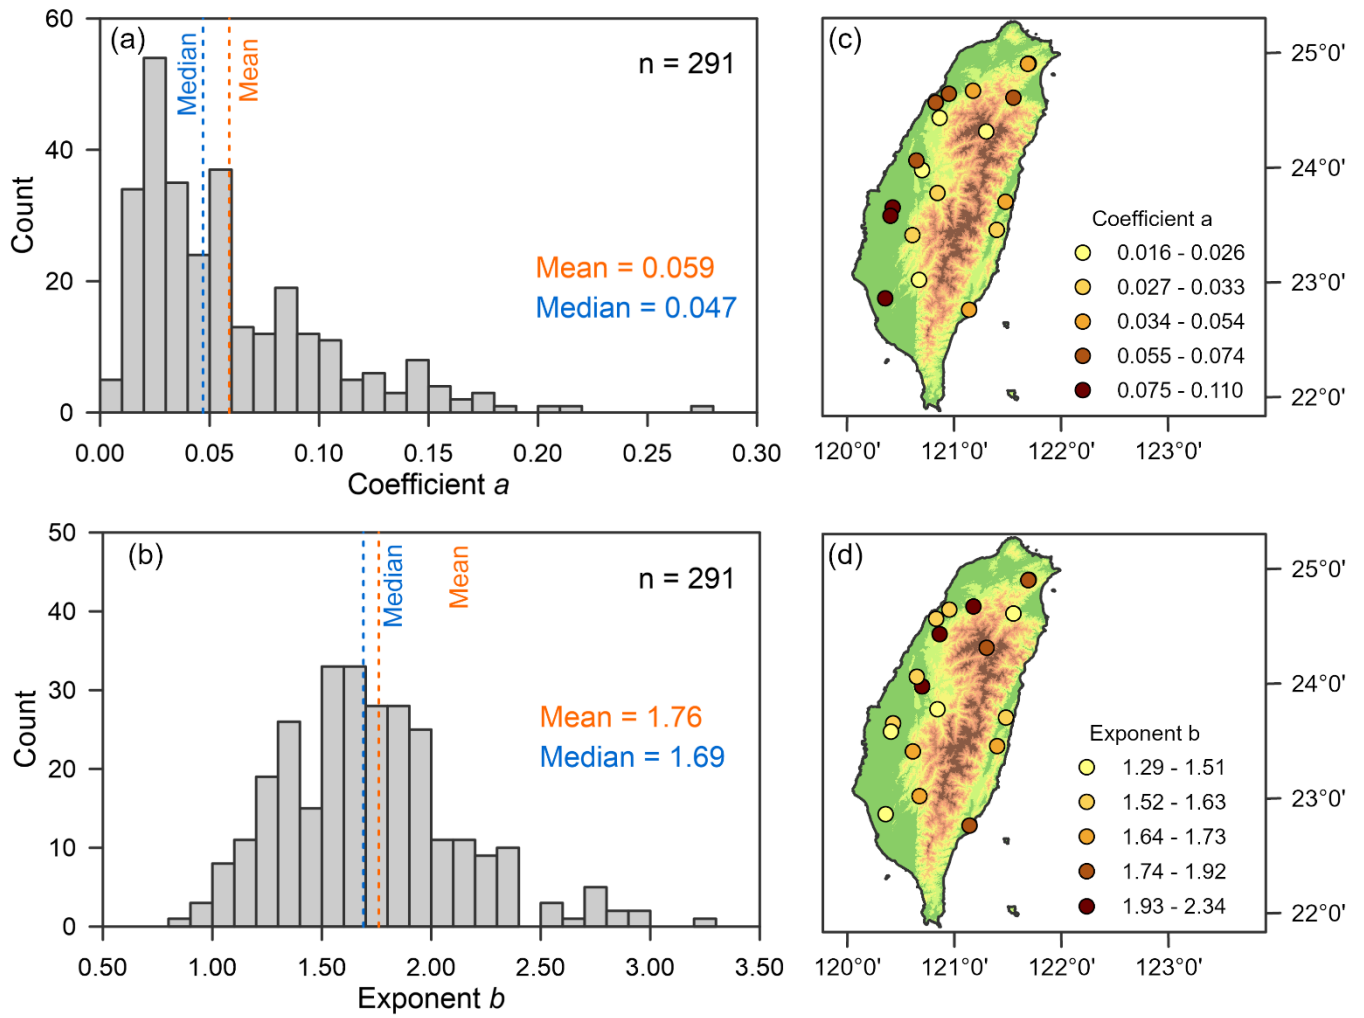 (a)
Median
Mean
n = 291
Mean = 0.059
Median = 0.047
60
40
20
0
Count
0.00 0.05 0.10 0.15 0.20 0.25 0.30
Coefficient a
(c)
25°0'
24°0'
23°0'
22°0'
Coefficient a
0.016 - 0.026
0.027 - 0.033
0.034 - 0.054
0.055 - 0.074
0.075 - 0.110
120°0' 121°0' 122°0' 123°0'
(b)
Median
Mean
n = 291
Mean = 1.76
Median = 1.69
50
40
30
20
10
0
Count
0.50 1.00 1.50 2.00 2.50 3.00 3.50
Exponent b
(d)
25°0'
24°0'
23°0'
22°0'
Exponent b
1.29 - 1.51
1.52 - 1.63
1.64 - 1.73
1.74 - 1.92
1.93 - 2.34
120°0' 121°0' 122°0' 123°0'